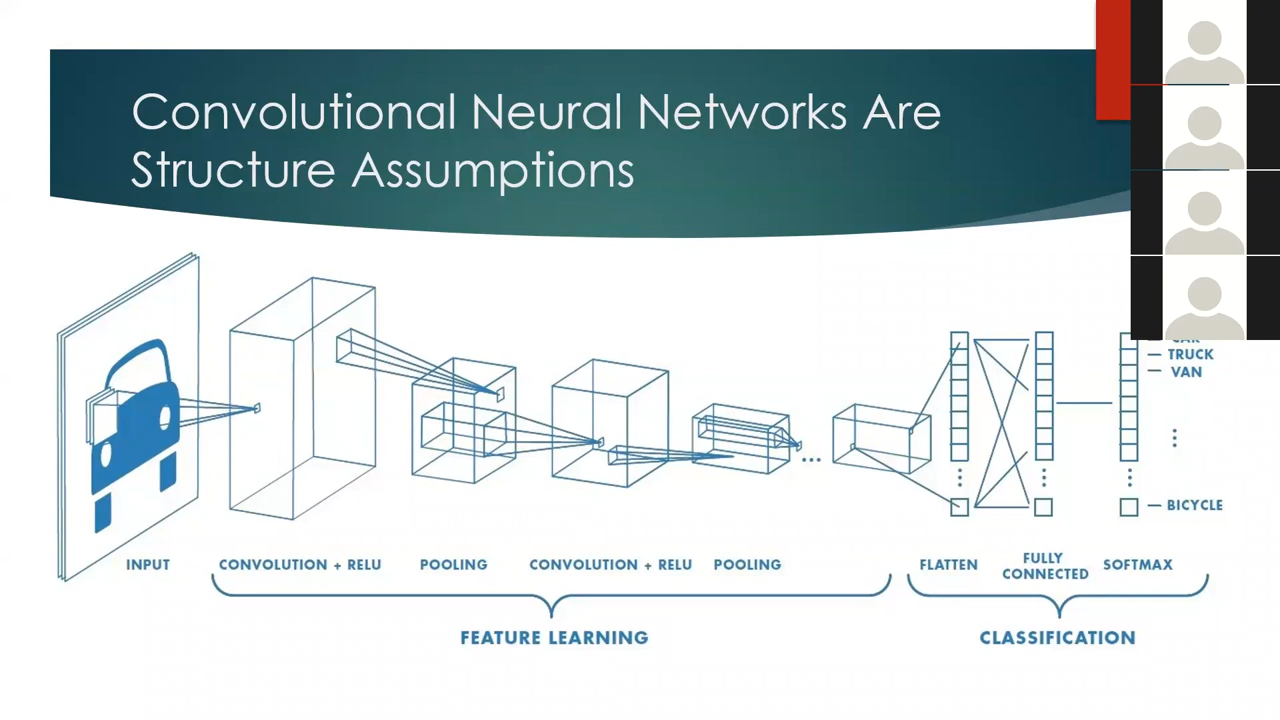 Convolutional Neural Networks Are
Structure Assumptions
CAR
TRUCK
VAN
BICYCLE
INPUT
CONVOLUTION + RELU
POOLING
CONVOLUTION + RELU
POOLING
FLATTEN
FULLY
CONNECTED
SOFTMAX
FEATURE LEARNING
CLASSIFICATION